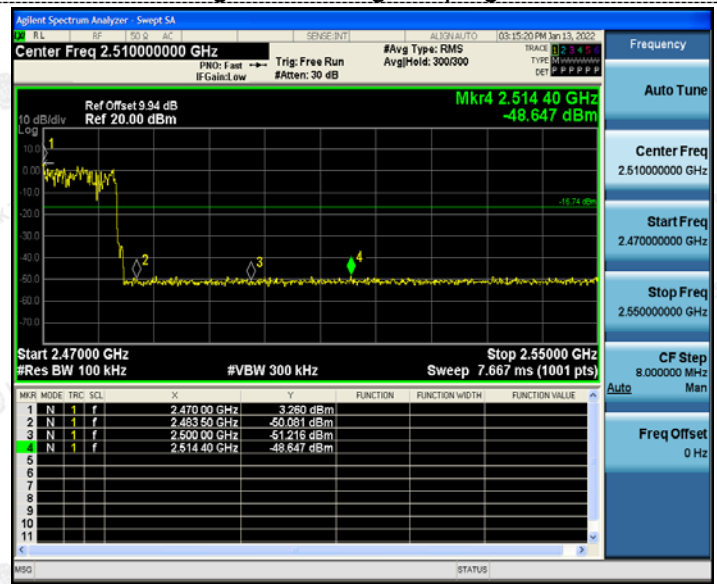 Agilent Spectrum Analyzer - Swept SA
RL RF 50 Ω AC SENSE:INT ALIGN AUTO 03:15:20 PM Jan 13, 2022
Center Freq 2.510000000 GHz
PNO: Fast
IFGain:Low
Trig: Free Run
#Atten: 30 dB
#Avg Type: RMS
Avg|Hold: 300/300
TRACE 1 2 3 4 5 6
TYPE M
DET P P P P P P
Frequency
Mkr4 2.514 40 GHz
-48.647 dBm
Ref Offset 9.94 dB
10 dB/div Ref 20.00 dBm
Log
10.0
0.00
-10.0
-20.0
-30.0
-40.0
-50.0
-60.0
-70.0
1
2
3
4
-16.74 dBm
Start 2.47000 GHz Stop 2.55000 GHz
#Res BW 100 kHz #VBW 300 kHz Sweep 7.667 ms (1001 pts)
MKR MODE TRC SCL X Y FUNCTION FUNCTION WIDTH FUNCTION VALUE
1 N 1 f 2.470 00 GHz 3.260 dBm
2 N 1 f 2.483 50 GHz -50.081 dBm
3 N 1 f 2.500 00 GHz -51.216 dBm
4 N 1 f 2.514 40 GHz -48.647 dBm
5
6
7
8
9
10
11
MSG STATUS
Auto Tune
Center Freq
2.510000000 GHz
Start Freq
2.470000000 GHz
Stop Freq
2.550000000 GHz
CF Step
8.000000 MHz
Auto Man
Freq Offset
0 Hz